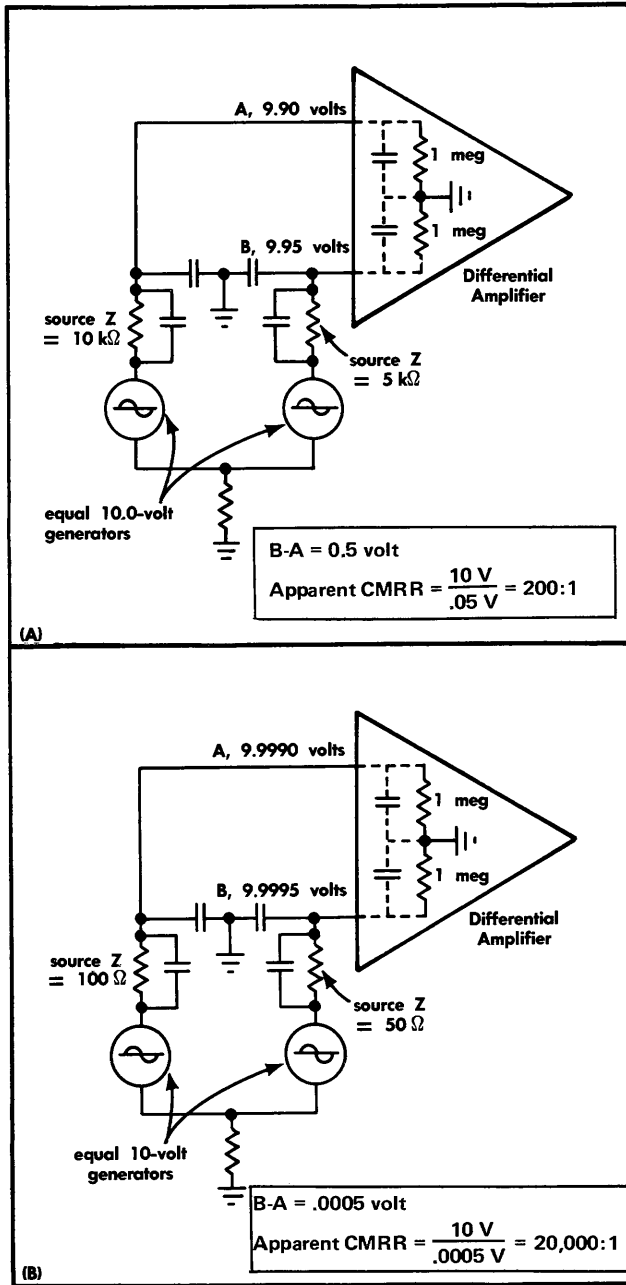 A, 9.90 volts
1 meg
B, 9.95 volts
1 meg
Differential
Amplifier
source Z
= 10 kΩ
source Z
= 5 kΩ
equal 10.0-volt
generators
B-A = 0.5 volt
Apparent CMRR = 10 V / .05 V = 200:1
(A)
A, 9.9990 volts
1 meg
B, 9.9995 volts
1 meg
Differential
Amplifier
source Z
= 100 Ω
source Z
= 50 Ω
equal 10-volt
generators
B-A = .0005 volt
Apparent CMRR = 10 V / .0005 V = 20,000:1
(B)